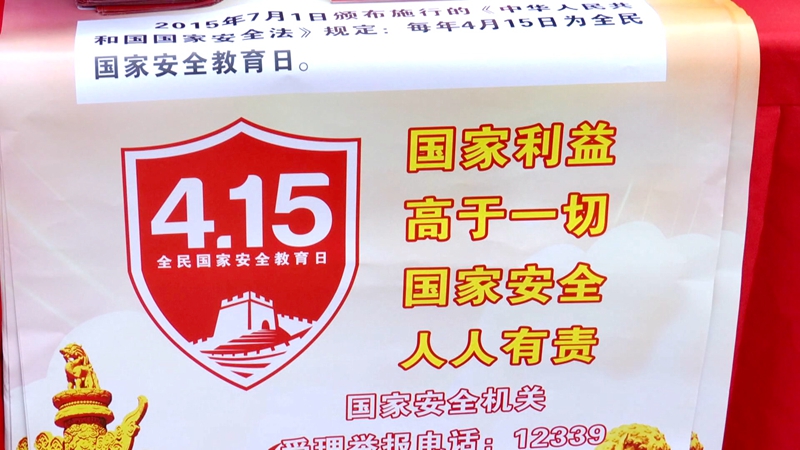 2015年7月1日颁布施行的《中华人民共
和国国家安全法》规定：每年4月15日为全民
国家安全教育日。
4.15
全民国家安全教育日
国家利益
高于一切
国家安全
人人有责
国家安全机关
受理举报电话：12339